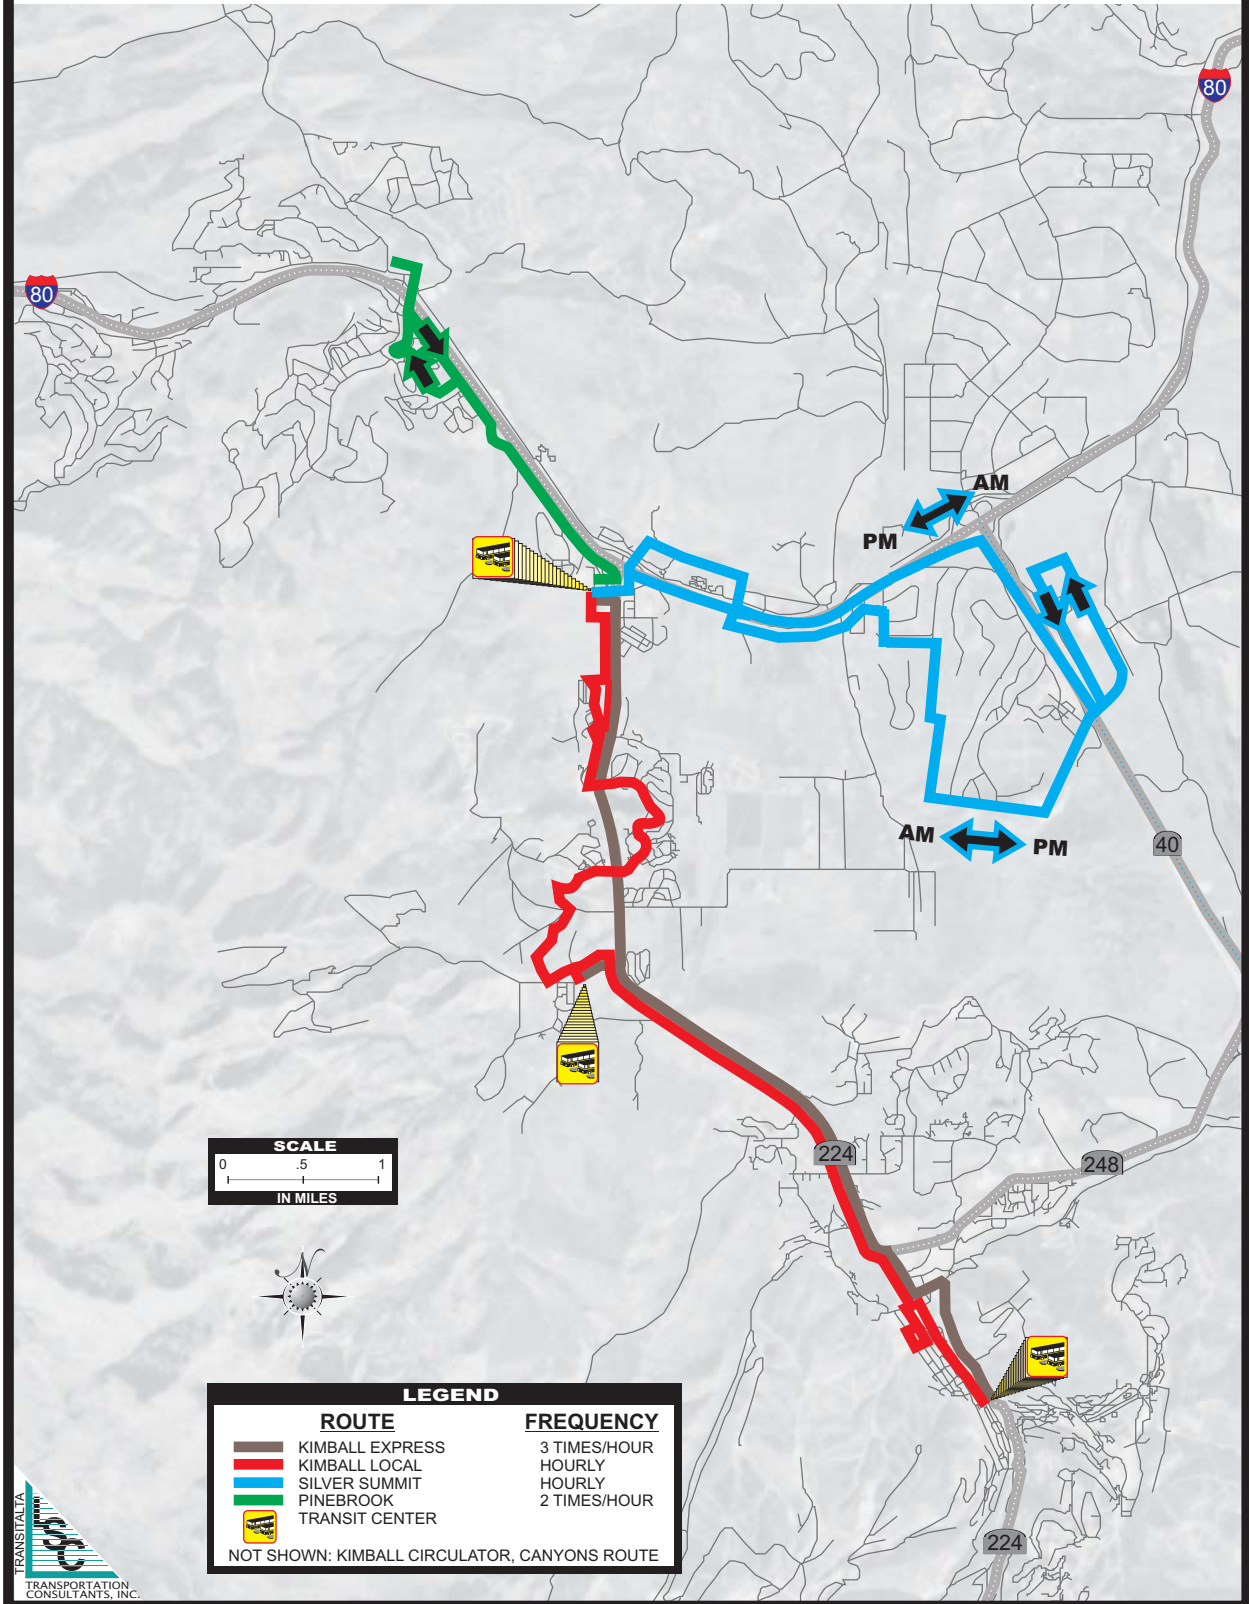 80
80
AM
PM
AM
PM
40
SCALE
0 .5 1
IN MILES
224
248
LEGEND
ROUTE FREQUENCY
KIMBALL EXPRESS 3 TIMES/HOUR
KIMBALL LOCAL HOURLY
SILVER SUMMIT HOURLY
PINEBROOK 2 TIMES/HOUR
TRANSIT CENTER
NOT SHOWN: KIMBALL CIRCULATOR, CANYONS ROUTE
224
TRANSITALTA
LSC
TRANSPORTATION
CONSULTANTS, INC.